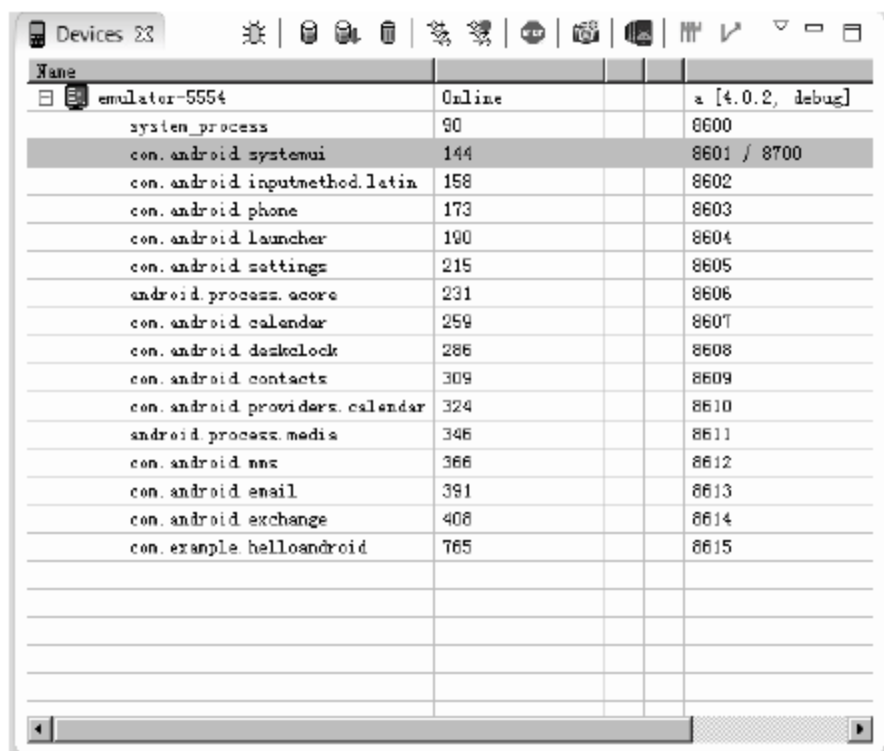 Devices
Name
emulator-5554 Online a [4.0.2, debug]
system_process 90 8600
com.android.systemui 144 8601 / 8700
com.android.inputmethod.latin 158 8602
com.android.phone 173 8603
com.android.launcher 190 8604
com.android.settings 215 8605
android.process.acore 231 8606
com.android.calendar 259 8607
com.android.deskclock 286 8608
com.android.contacts 309 8609
com.android.providers.calendar 324 8610
android.process.media 346 8611
com.android.mms 366 8612
com.android.email 391 8613
com.android.exchange 408 8614
com.example.helloandroid 765 8615